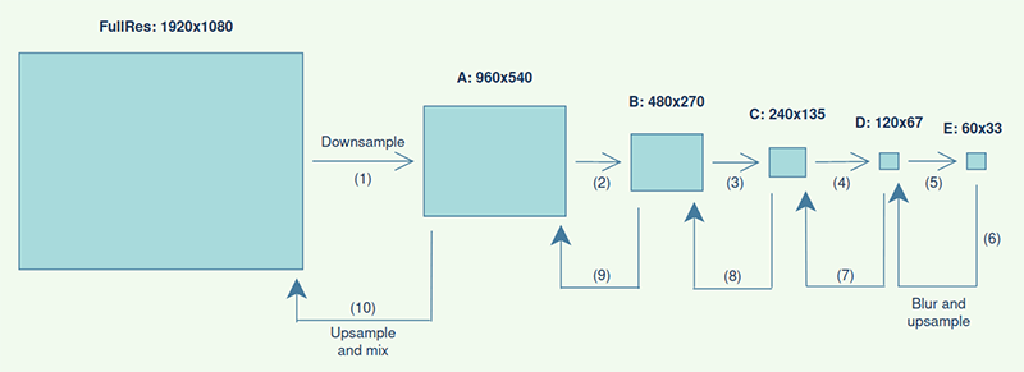 FullRes: 1920x1080
A: 960x540
B: 480x270
C: 240x135
D: 120x67
E: 60x33
Downsample
(1)
(2)
(3)
(4)
(5)
(6)
(7)
(8)
(9)
(10)
Blur and
upsample
Upsample
and mix